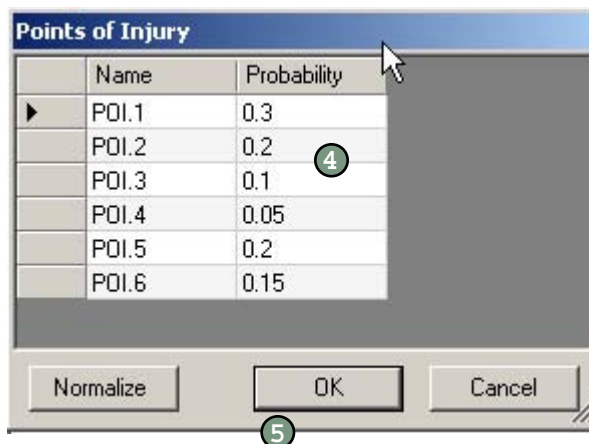 Points of Injury
Name Probability
POI.1 0.3
POI.2 0.2
4
POI.3 0.1
POI.4 0.05
POI.5 0.2
POI.6 0.15
Normalize OK Cancel
5